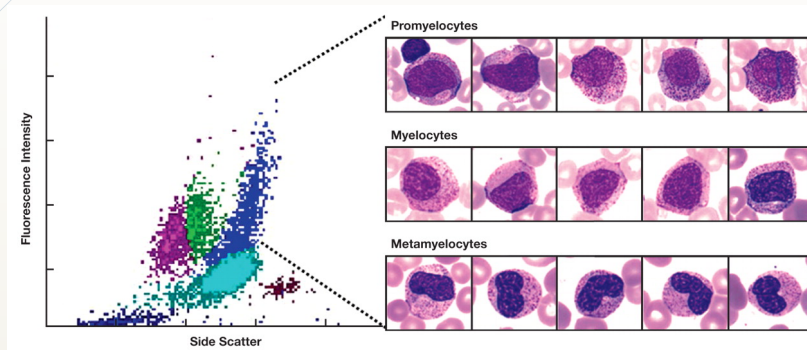 Promyelocytes
Fluorescence Intensity
Myelocytes
Metamyelocytes
Side Scatter